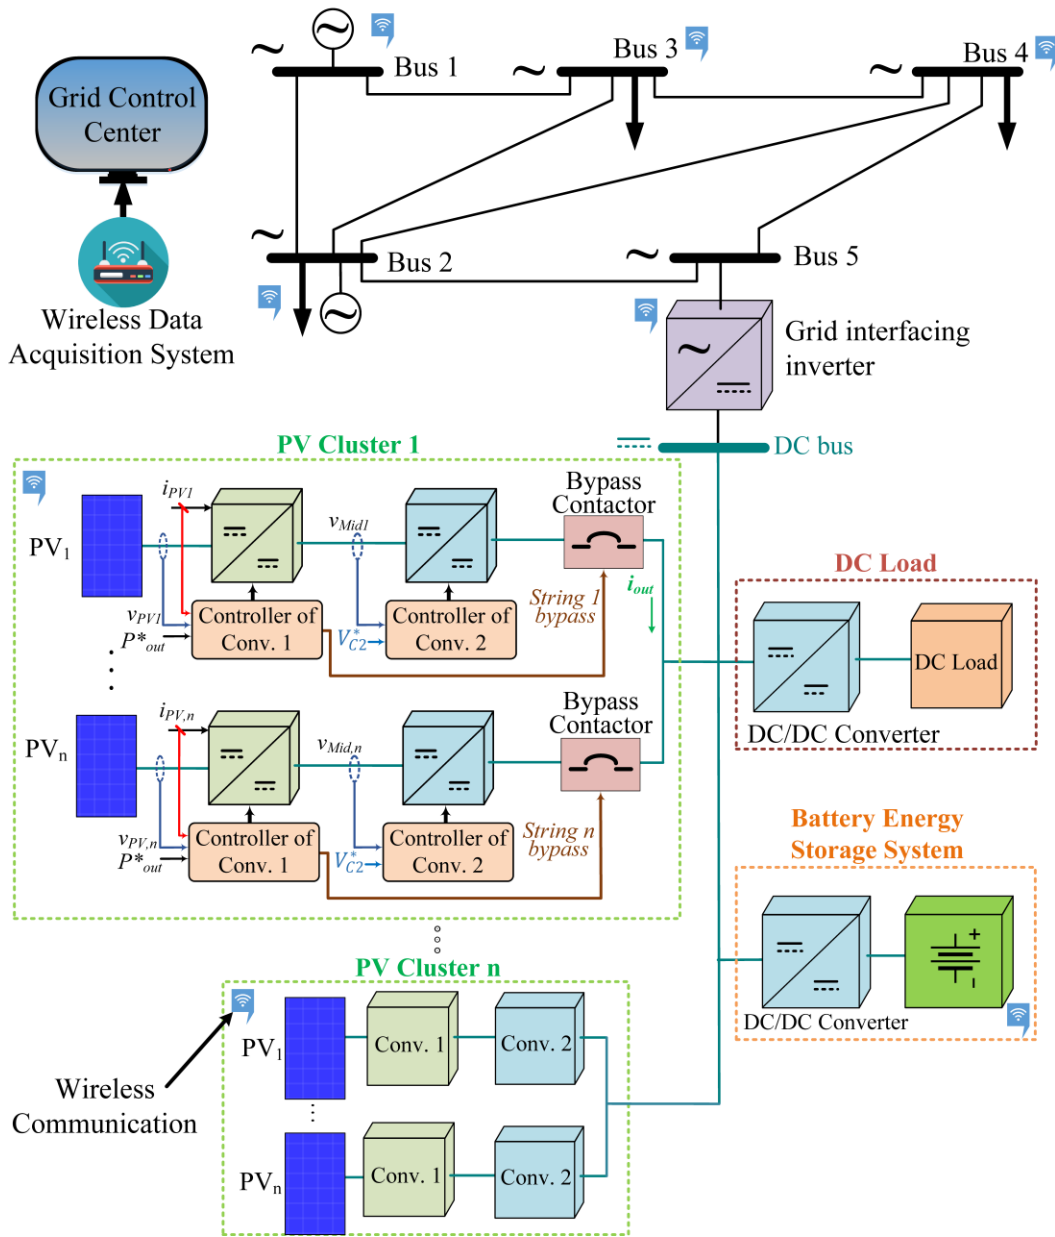 Grid Control
Center
Wireless Data
Acquisition System
Bus 1
Bus 3
Bus 4
Bus 2
Bus 5
Grid interfacing
inverter
DC bus
PV Cluster 1
PV1
iPV1
vPV1
P*out
Controller of
Conv. 1
vMid1
V*C2
Controller of
Conv. 2
Bypass
Contactor
String 1
bypass
iout
PVn
iPV,n
vPV,n
P*out
Controller of
Conv. 1
vMid,n
V*C2
Controller of
Conv. 2
Bypass
Contactor
String n
bypass
DC Load
DC Load
DC/DC Converter
Battery Energy
Storage System
+
DC/DC Converter
PV Cluster n
PV1
Conv. 1
Conv. 2
PVn
Conv. 1
Conv. 2
Wireless
Communication